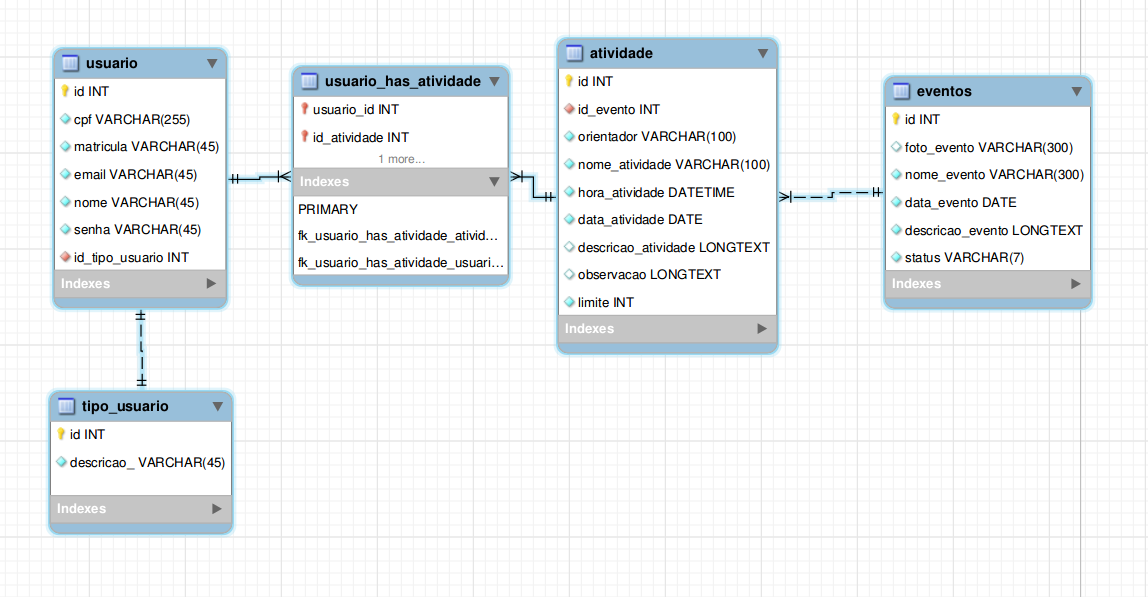 usuario
id INT
cpf VARCHAR(255)
matricula VARCHAR(45)
email VARCHAR(45)
nome VARCHAR(45)
senha VARCHAR(45)
id_tipo_usuario INT
Indexes
usuario_has_atividade
usuario_id INT
id_atividade INT
1 more...
Indexes
PRIMARY
fk_usuario_has_atividade_ativid...
fk_usuario_has_atividade_usuari...
atividade
id INT
id_evento INT
orientador VARCHAR(100)
nome_atividade VARCHAR(100)
hora_atividade DATETIME
data_atividade DATE
descricao_atividade LONGTEXT
observacao LONGTEXT
limite INT
Indexes
eventos
id INT
foto_evento VARCHAR(300)
nome_evento VARCHAR(300)
data_evento DATE
descricao_evento LONGTEXT
status VARCHAR(7)
Indexes
tipo_usuario
id INT
descricao_ VARCHAR(45)
Indexes